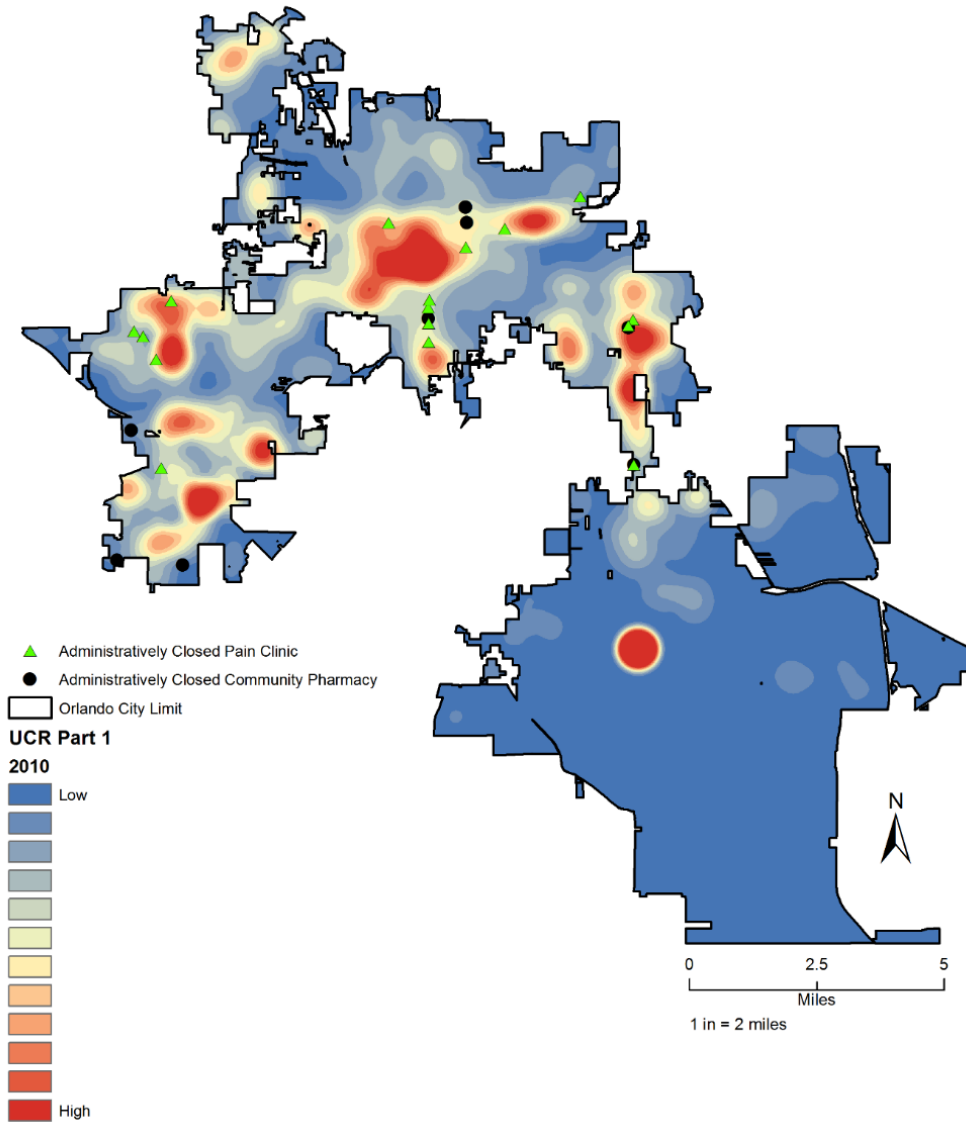 Administratively Closed Pain Clinic
Administratively Closed Community Pharmacy
Orlando City Limit
UCR Part 1
2010
Low
High
N
0 2.5 5
Miles
1 in = 2 miles